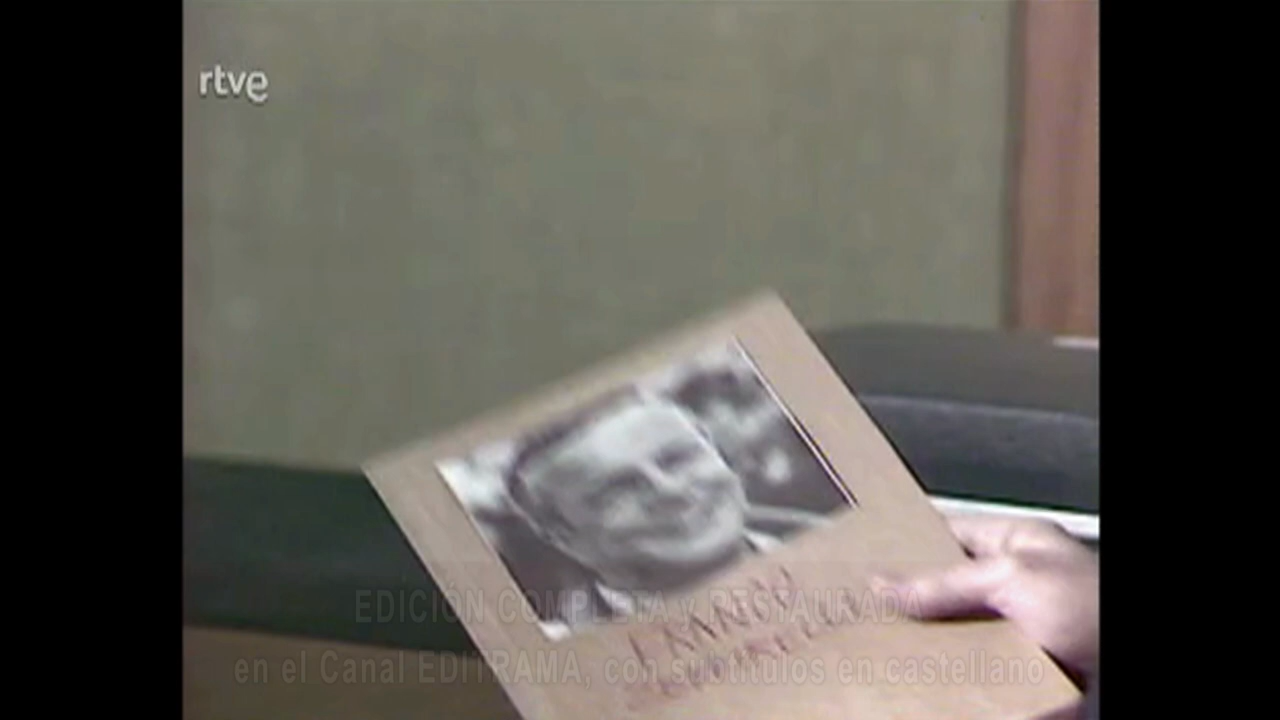 rtve
EDICIÓN COMPLETA y RESTAURADA
en el Canal EDITRAMA, con subtítulos en castellano